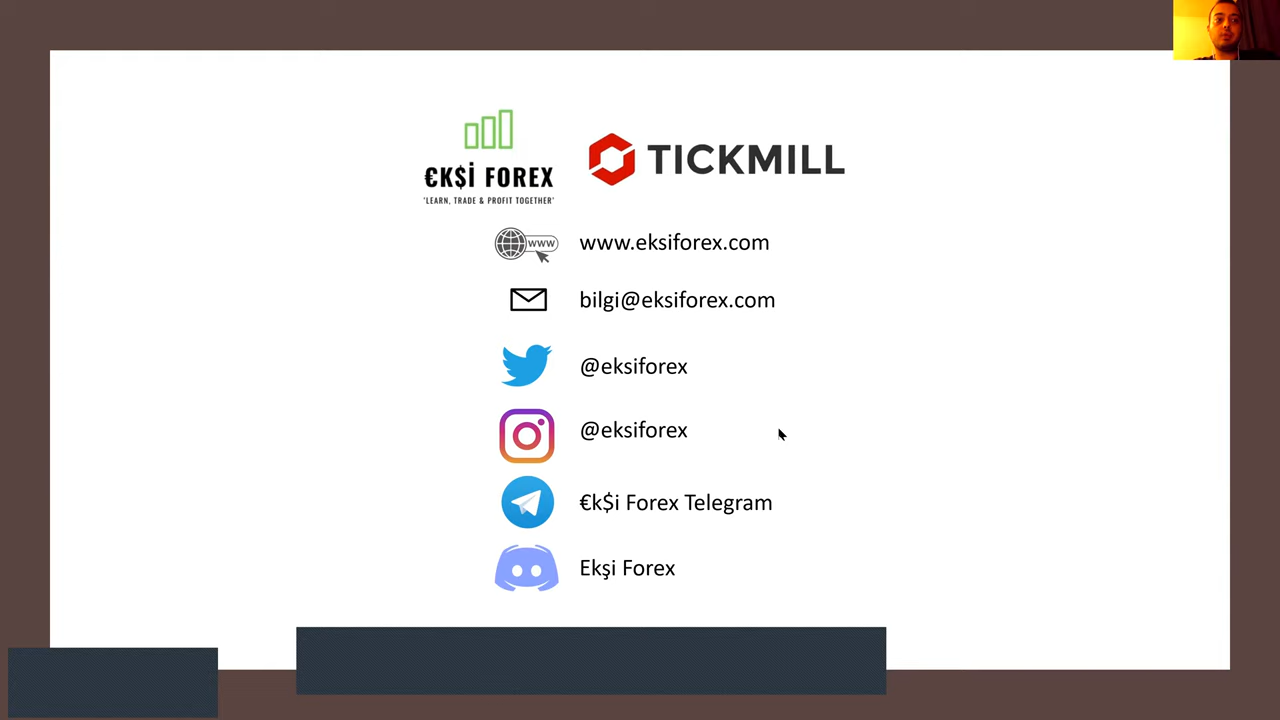 €K$İ FOREX
'LEARN, TRADE & PROFIT TOGETHER'
TICKMILL
WWW
www.eksiforex.com
bilgi@eksiforex.com
@eksiforex
@eksiforex
€k$i Forex Telegram
Ekşi Forex